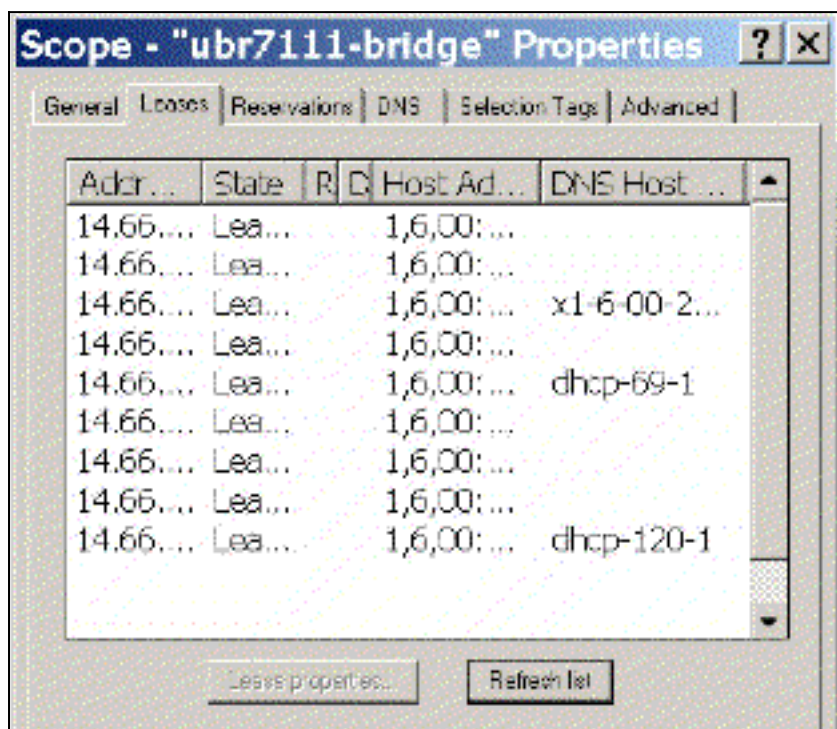 Scope - "ubr7111-bridge" Properties ? ×
General Leases Reservations DNS Selection Tags Advanced
Addr... State R D Host Ad... DNS Host ...
14.66.... Lea... 1,6,00:...
14.66.... Lea... 1,6,00:...
14.66.... Lea... 1,6,00:... x1-6-00-2...
14.66.... Lea... 1,6,00:...
14.66.... Lea... 1,6,00:... dhcp-69-1
14.66.... Lea... 1,6,00:...
14.66.... Lea... 1,6,00:...
14.66.... Lea... 1,6,00:...
14.66.... Lea... 1,6,00:... dhcp-120-1
Lease properties... Refresh list